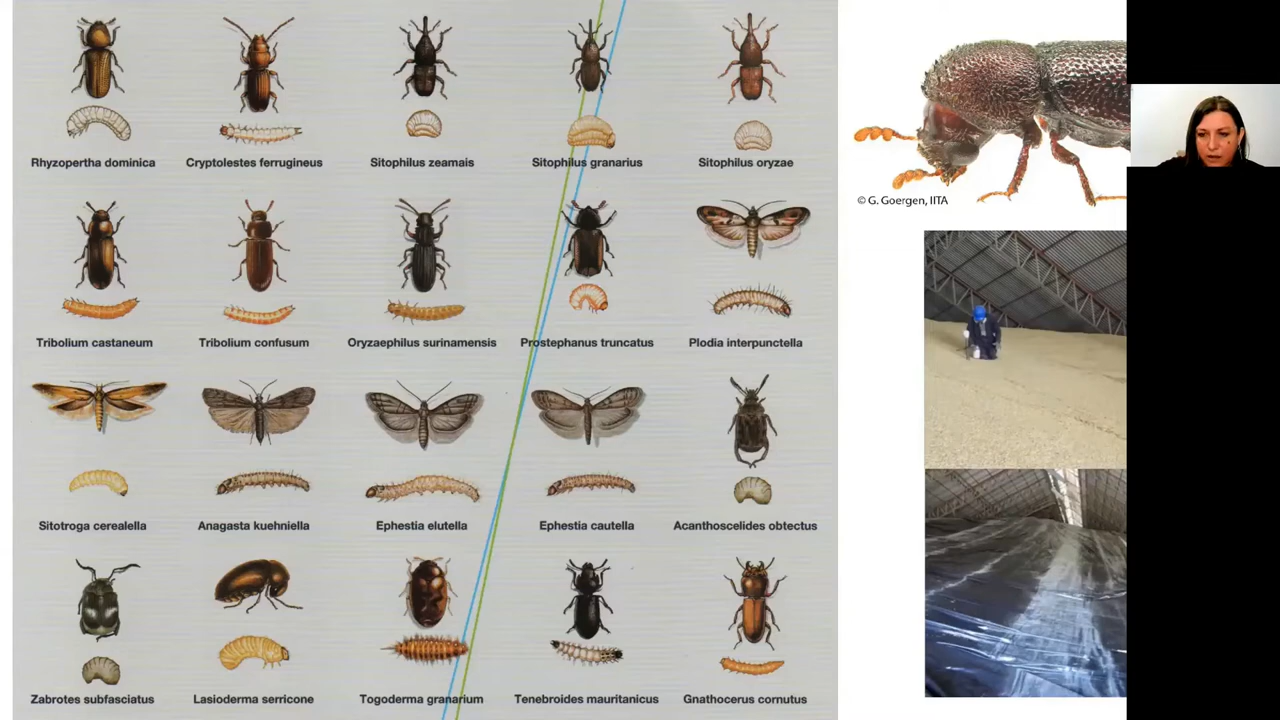 Rhyzopertha dominica
Cryptolestes ferrugineus
Sitophilus zeamais
Sitophilus granarius
Sitophilus oryzae
© G. Goergen, IITA
Tribolium castaneum
Tribolium confusum
Oryzaephilus surinamensis
Prostephanus truncatus
Plodia interpunctella
Sitotroga cerealella
Anagasta kuehniella
Ephestia elutella
Ephestia cautella
Acanthoscelides obtectus
Zabrotes subfasciatus
Lasioderma serricone
Togoderma granarium
Tenebroides mauritanicus
Gnathocerus cornutus